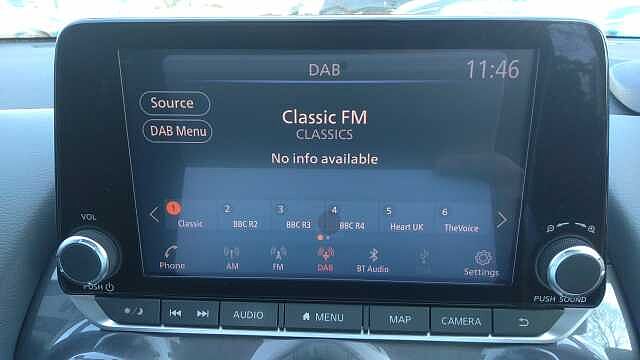 DAB 11:46
Source
Classic FM
CLASSICS
DAB Menu
No info available
1 2 3 4 5 6
Classic BBC R2 BBC R3 BBC R4 Heart UK TheVoice
Phone AM FM DAB BT Audio Settings
VOL
PUSH
PUSH SOUND
AUDIO MENU MAP CAMERA